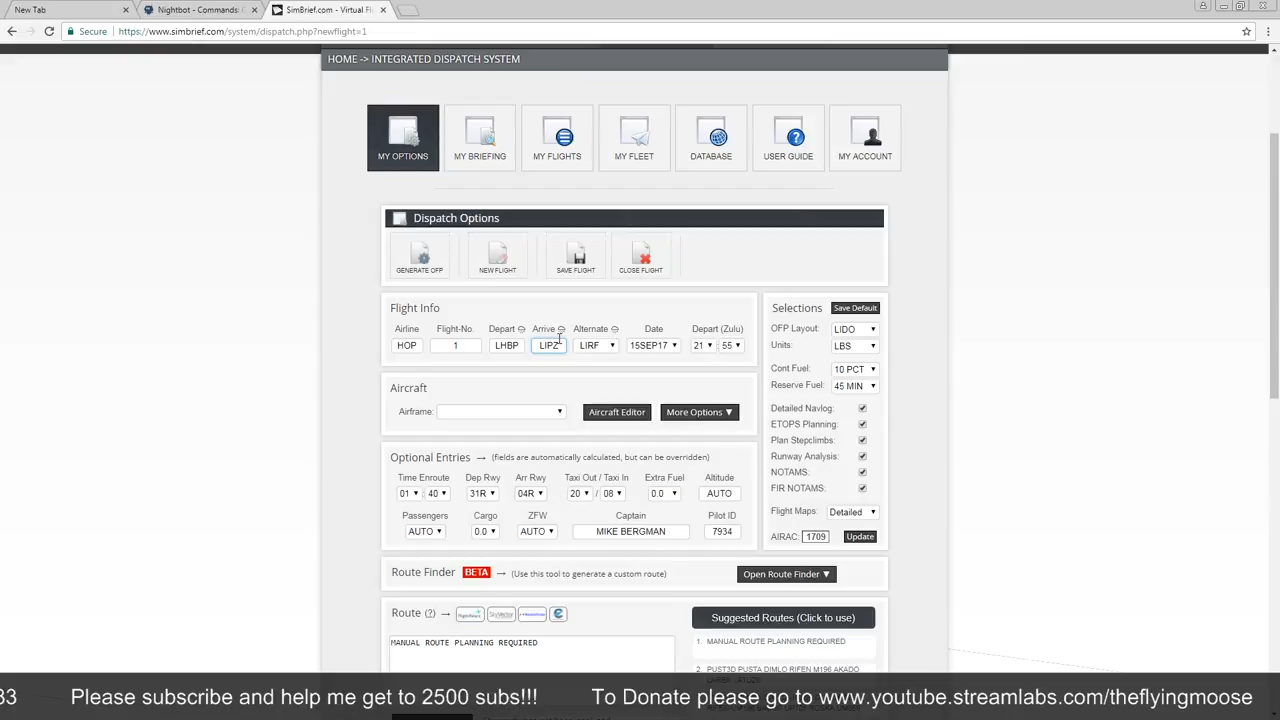 New Tab
Nightbot - Commands:
SimBrief.com - Virtual Fl
Secure
https://www.simbrief.com/system/dispatch.php?newflight=1
HOME -> INTEGRATED DISPATCH SYSTEM
MY OPTIONS
MY BRIEFING
MY FLIGHTS
MY FLEET
DATABASE
USER GUIDE
MY ACCOUNT
Dispatch Options
GENERATE OFP
NEW FLIGHT
SAVE FLIGHT
CLOSE FLIGHT
Flight Info
Airline Flight-No. Depart Arrive Alternate Date Depart (Zulu)
HOP 1 LHBP LIPZ LIRF 15SEP17 21 : 55
Selections Save Default
OFP Layout: LIDO
Units: LBS
Cont Fuel: 10 PCT
Reserve Fuel: 45 MIN
Detailed Navlog:
ETOPS Planning:
Plan Stepclimbs:
Runway Analysis:
NOTAMS:
FIR NOTAMS:
Flight Maps: Detailed
AIRAC: 1709 Update
Aircraft
Airframe: Aircraft Editor More Options ▼
Optional Entries → (fields are automatically calculated, but can be overridden)
Time Enroute Dep Rwy Arr Rwy Taxi Out / Taxi In Extra Fuel Altitude
01 : 40 31R 04R 20 / 08 0.0 AUTO
Passengers Cargo ZFW Captain Pilot ID
AUTO 0.0 AUTO MIKE BERGMAN 7934
Route Finder BETA → (Use this tool to generate a custom route) Open Route Finder ▼
Route (?) →
Suggested Routes (Click to use)
MANUAL ROUTE PLANNING REQUIRED
1. MANUAL ROUTE PLANNING REQUIRED
2. PUST3D PUSTA DIMLO RIFEN M196 AKADO
33 Please subscribe and help me get to 2500 subs!!! To Donate please go to www.youtube.streamlabs.com/theflyingmoose